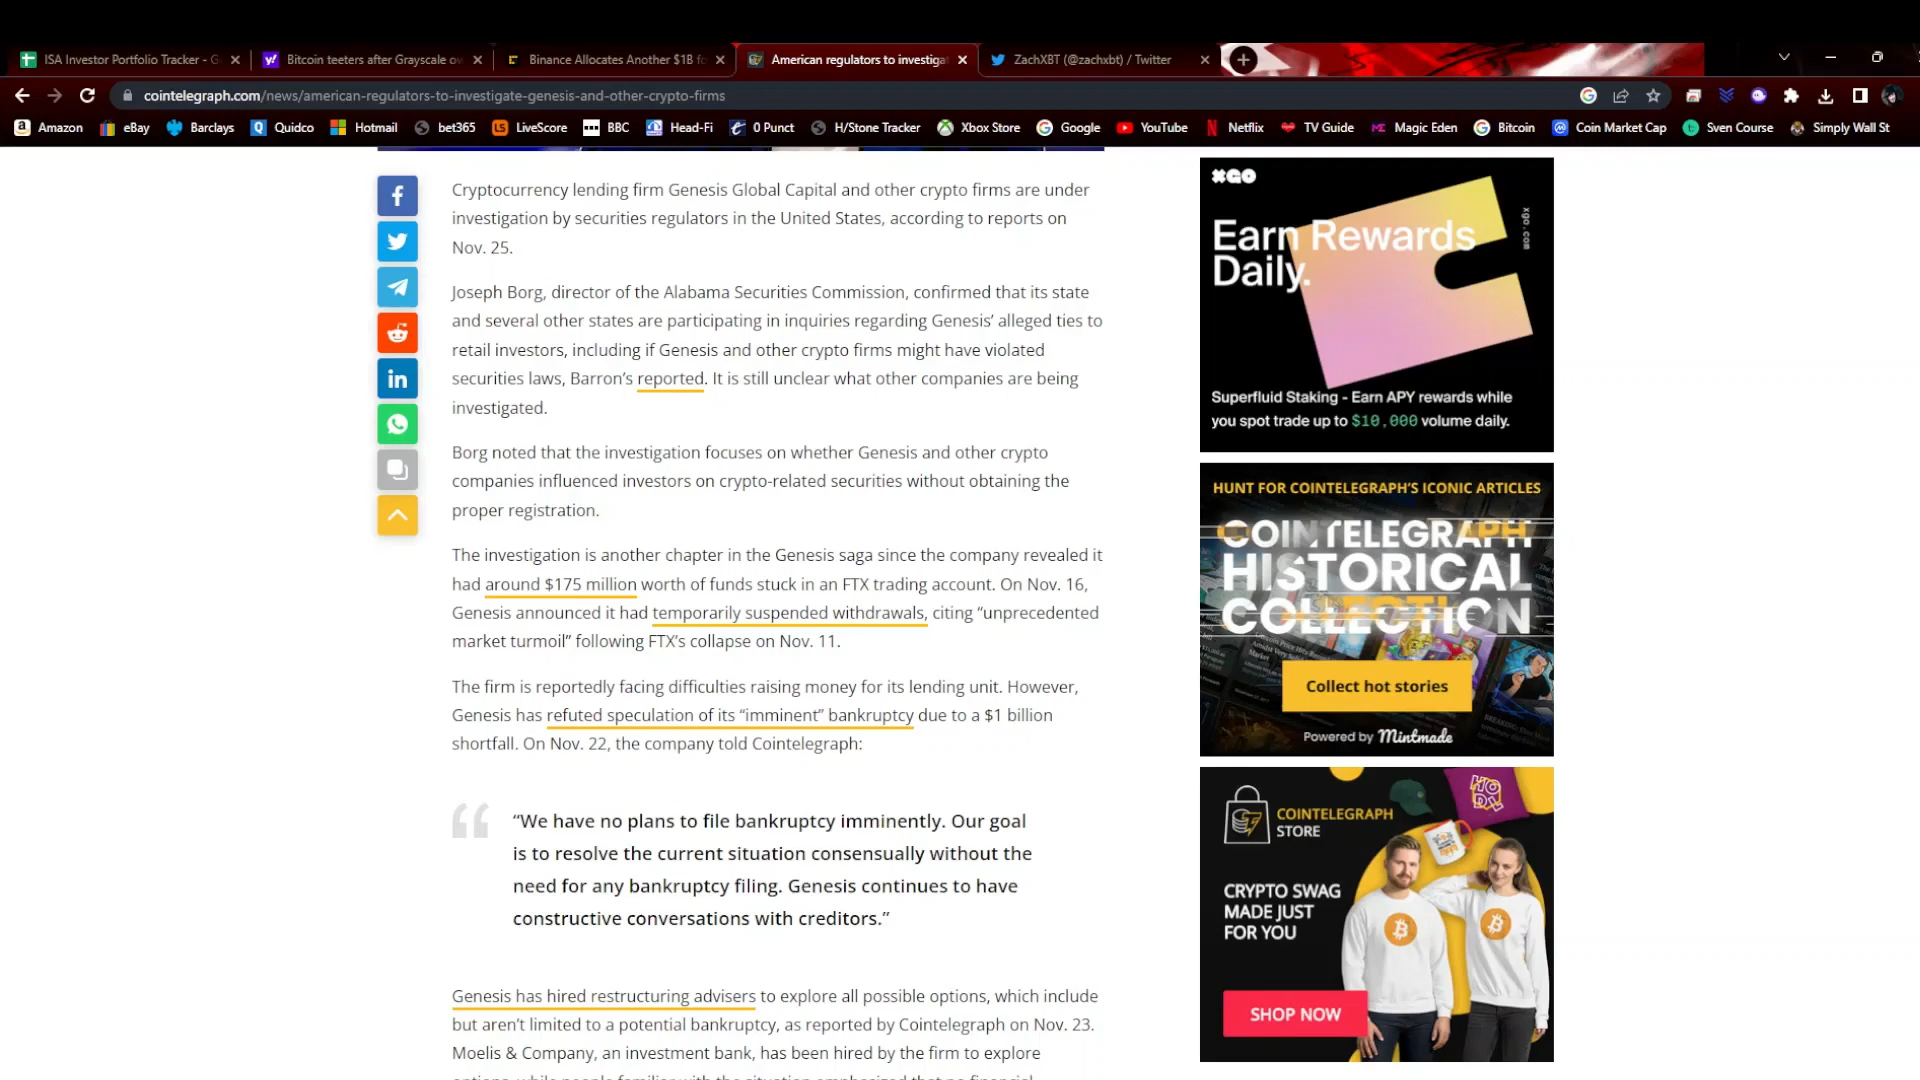 ISA Investor Portfolio Tracker - G
Bitcoin teeters after Grayscale ow
Binance Allocates Another $1B fo
American regulators to investiga
ZachXBT (@zachxbt) / Twitter
cointelegraph.com/news/american-regulators-to-investigate-genesis-and-other-crypto-firms
Amazon
eBay
Barclays
Quidco
Hotmail
bet365
LiveScore
BBC
Head-Fi
0 Punct
H/Stone Tracker
Xbox Store
Google
YouTube
Netflix
TV Guide
Magic Eden
Bitcoin
Coin Market Cap
Sven Course
Simply Wall St
Cryptocurrency lending firm Genesis Global Capital and other crypto firms are under
investigation by securities regulators in the United States, according to reports on
Nov. 25.
Joseph Borg, director of the Alabama Securities Commission, confirmed that its state
and several other states are participating in inquiries regarding Genesis’ alleged ties to
retail investors, including if Genesis and other crypto firms might have violated
securities laws, Barron’s reported. It is still unclear what other companies are being
investigated.
Borg noted that the investigation focuses on whether Genesis and other crypto
companies influenced investors on crypto-related securities without obtaining the
proper registration.
The investigation is another chapter in the Genesis saga since the company revealed it
had around $175 million worth of funds stuck in an FTX trading account. On Nov. 16,
Genesis announced it had temporarily suspended withdrawals, citing “unprecedented
market turmoil” following FTX’s collapse on Nov. 11.
The firm is reportedly facing difficulties raising money for its lending unit. However,
Genesis has refuted speculation of its “imminent” bankruptcy due to a $1 billion
shortfall. On Nov. 22, the company told Cointelegraph:
“We have no plans to file bankruptcy imminently. Our goal
is to resolve the current situation consensually without the
need for any bankruptcy filing. Genesis continues to have
constructive conversations with creditors.”
Genesis has hired restructuring advisers to explore all possible options, which include
but aren’t limited to a potential bankruptcy, as reported by Cointelegraph on Nov. 23.
Moelis & Company, an investment bank, has been hired by the firm to explore
XGO
xgo.com
Earn Rewards
Daily.
Superfluid Staking - Earn APY rewards while
you spot trade up to $10,000 volume daily.
HUNT FOR COINTELEGRAPH’S ICONIC ARTICLES
COINTELEGRAPH
HISTORICAL
COLLECTION
Collect hot stories
Powered by Mintmade
COINTELEGRAPH
STORE
HODL
CRYPTO SWAG
MADE JUST
FOR YOU
SHOP NOW